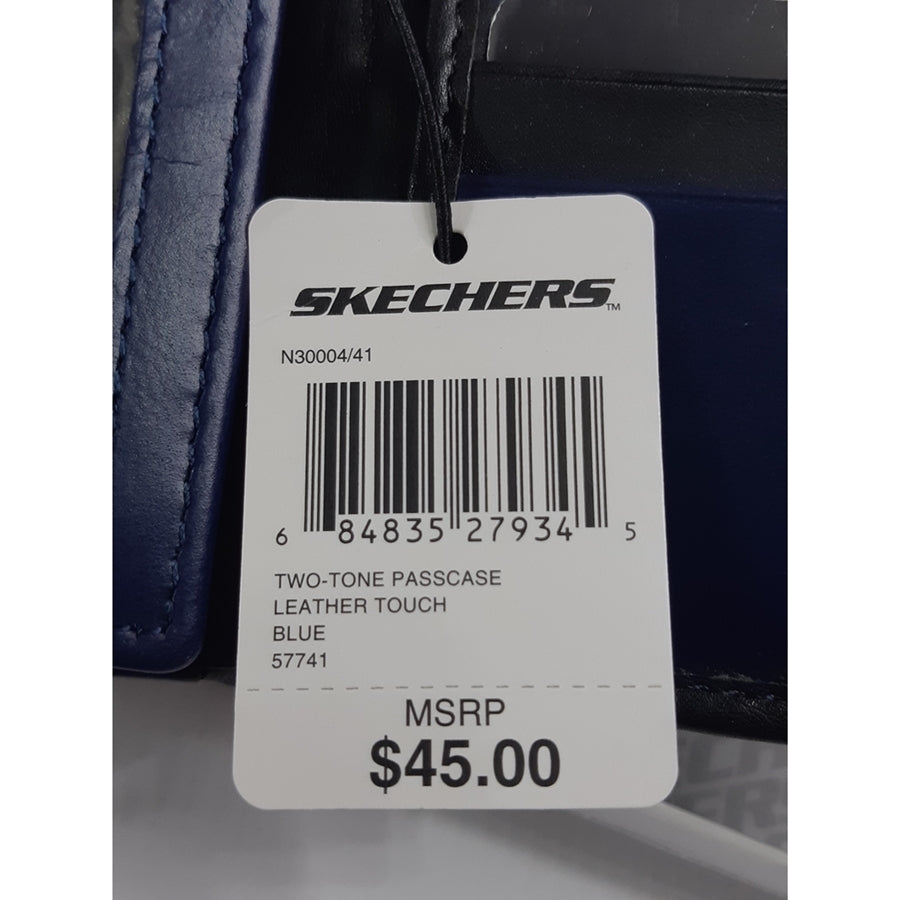 SKECHERS™
N30004/41
6 84835 27934 5
TWO-TONE PASSCASE
LEATHER TOUCH
BLUE
57741
MSRP
$45.00